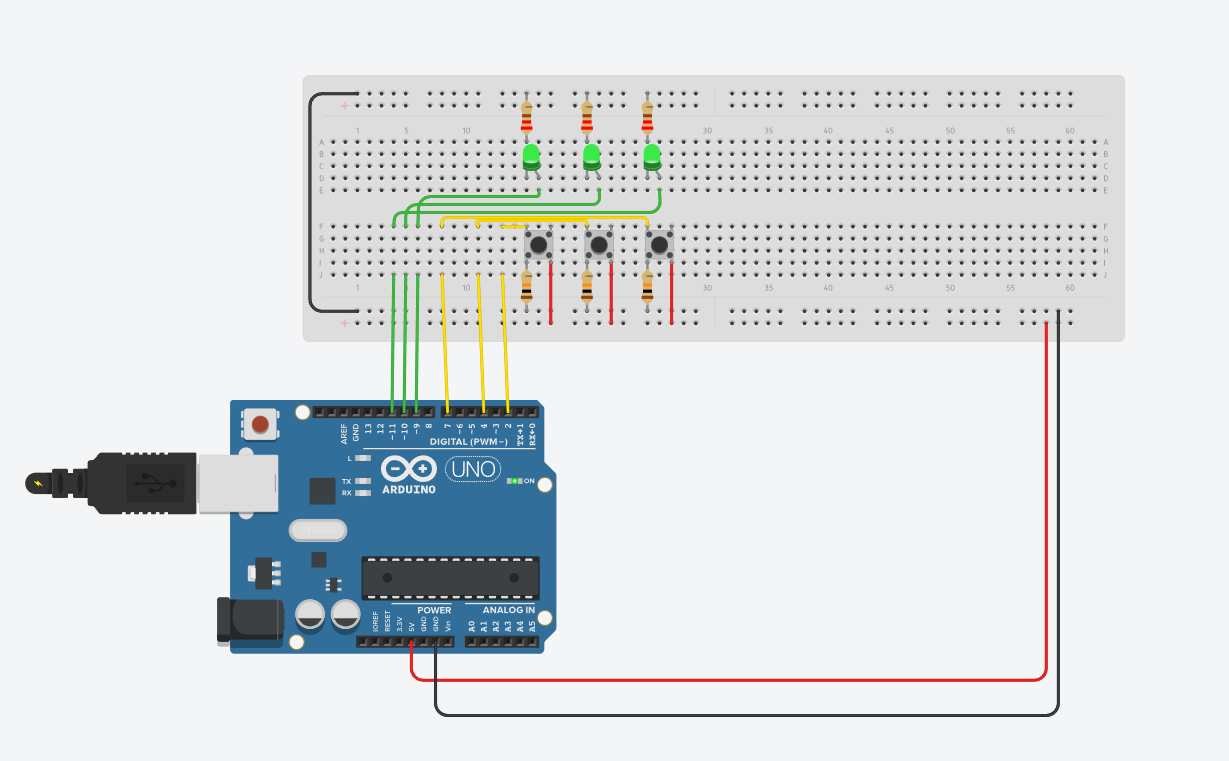 +
1 5 10 30 35 40 45 50 55 60
A A
B B
C C
D D
E E
F F
G G
H H
I I
J J
1 10 30 35 40 45 50 55 60
+
AREF GND 13 12 ~11 ~10 ~9 8 7 ~6 ~5 4 ~3 2 TX→1 RX←0
DIGITAL (PWM~)
L
TX
RX
ARDUINO
UNO
ON
POWER
ANALOG IN
IOREF RESET 3.3V 5V GND GND Vin A0 A1 A2 A3 A4 A5